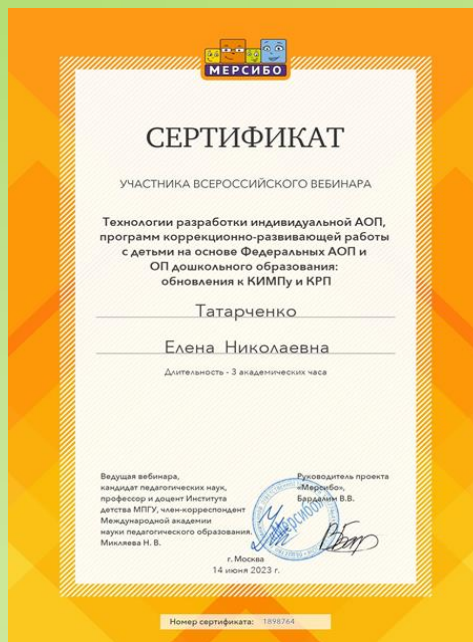 МЕРСИБО
СЕРТИФИКАТ
УЧАСТНИКА ВСЕРОССИЙСКОГО ВЕБИНАРА
Технологии разработки индивидуальной АОП,
программ коррекционно-развивающей работы
с детьми на основе Федеральных АОП и
ОП дошкольного образования:
обновления к КИМПу и КРП
Татарченко
Елена Николаевна
Длительность - 3 академических часа
Ведущая вебинара,
кандидат педагогических наук,
профессор и доцент Института
детства МПГУ, член-корреспондент
Международной академии
науки педагогического образования.
Микляева Н. В.
Руководитель проекта
«Мерсибо»,
Бардалим В.В.
г. Москва
14 июня 2023 г.
Номер сертификата: 1898764